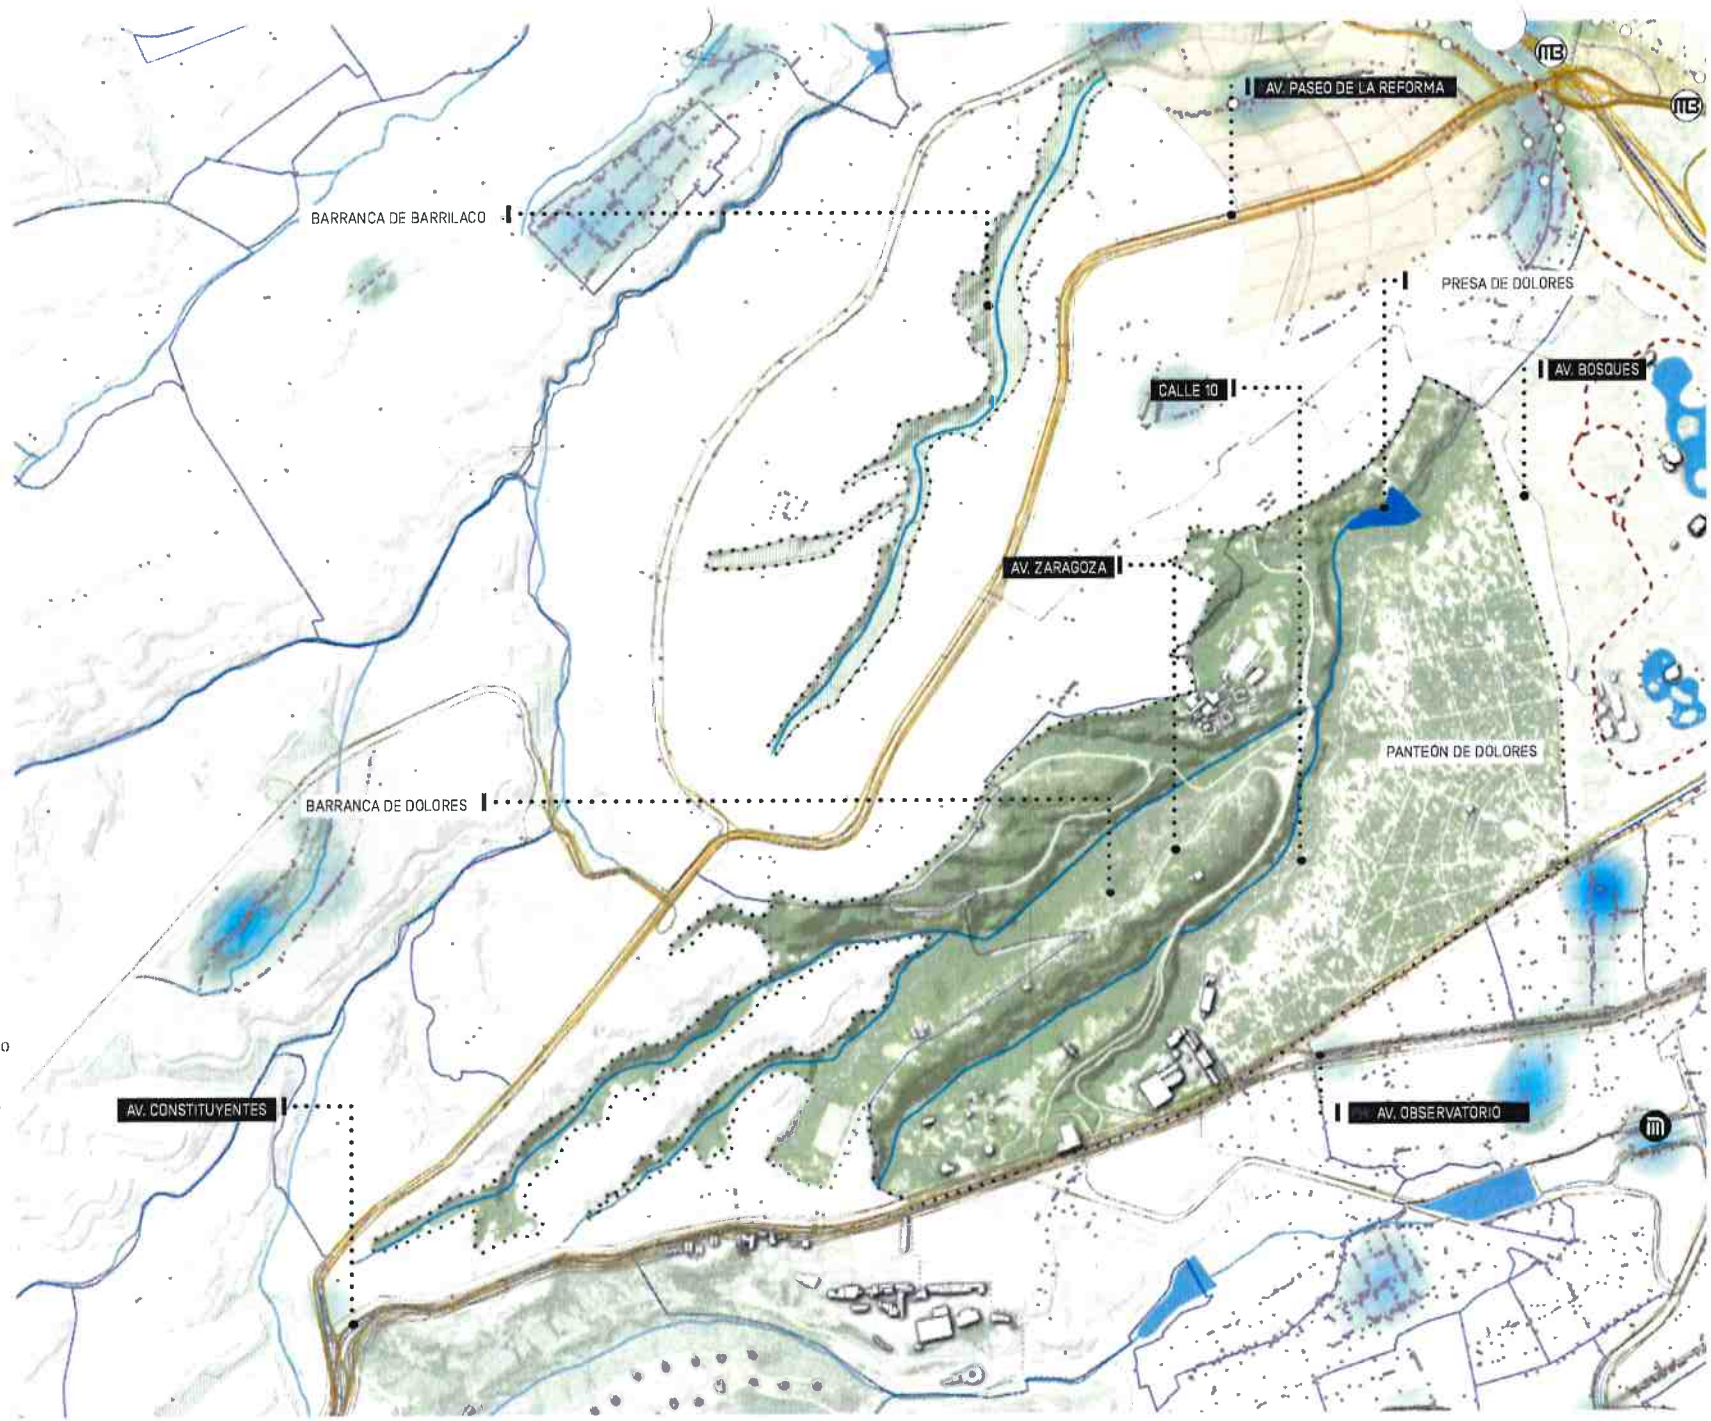 AV. PASEO DE LA REFORMA
BARRANCA DE BARRILACO
PRESA DE DOLORES
AV. BOSQUES
CALLE 10
AV. ZARAGOZA
PANTEÓN DE DOLORES
BARRANCA DE DOLORES
AV. CONSTITUYENTES
AV. OBSERVATORIO